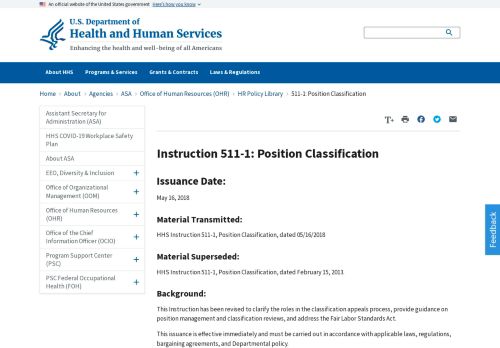 An official website of the United States government Here's how you know
U.S. Department of
Health and Human Services
Enhancing the health and well-being of all Americans
About HHS Programs & Services Grants & Contracts Laws & Regulations
Home About Agencies ASA Office of Human Resources (OHR) HR Policy Library 511-1: Position Classification
Assistant Secretary for
Administration (ASA)
HHS COVID-19 Workplace Safety
Plan
About ASA
EEO, Diversity & Inclusion
Office of Organizational
Management (OOM)
Office of Human Resources
(OHR)
Office of the Chief
Information Officer (OCIO)
Program Support Center
(PSC)
PSC Federal Occupational
Health (FOH)
T+
Instruction 511-1: Position Classification
Issuance Date:
May 16, 2018
Material Transmitted:
HHS Instruction 511-1, Position Classification, dated 05/16/2018
Material Superseded:
HHS Instruction 511-1, Position Classification, dated February 15, 2013
Background:
This Instruction has been revised to clarify the roles in the classification appeals process, provide guidance on
position management and classification reviews, and address the Fair Labor Standards Act.
This issuance is effective immediately and must be carried out in accordance with applicable laws, regulations,
bargaining agreements, and Departmental policy.
Feedback